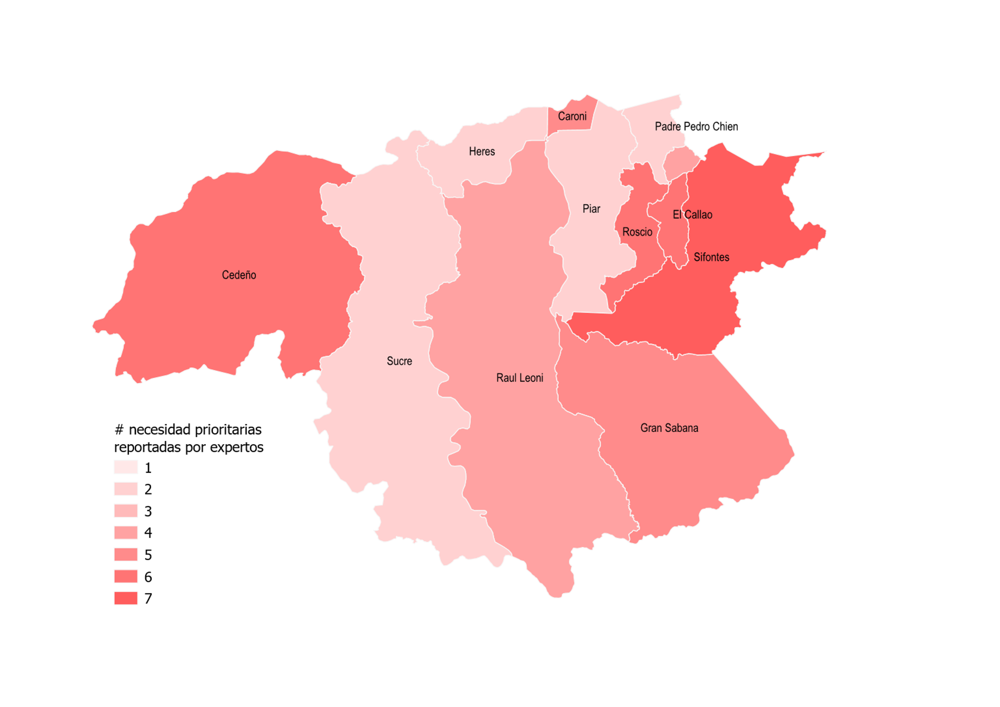 Caroni
Padre Pedro Chien
Heres
Piar
El Callao
Roscio
Sifontes
Cedeño
Sucre
Raul Leoni
Gran Sabana
# necesidad prioritarias
reportadas por expertos
1
2
3
4
5
6
7